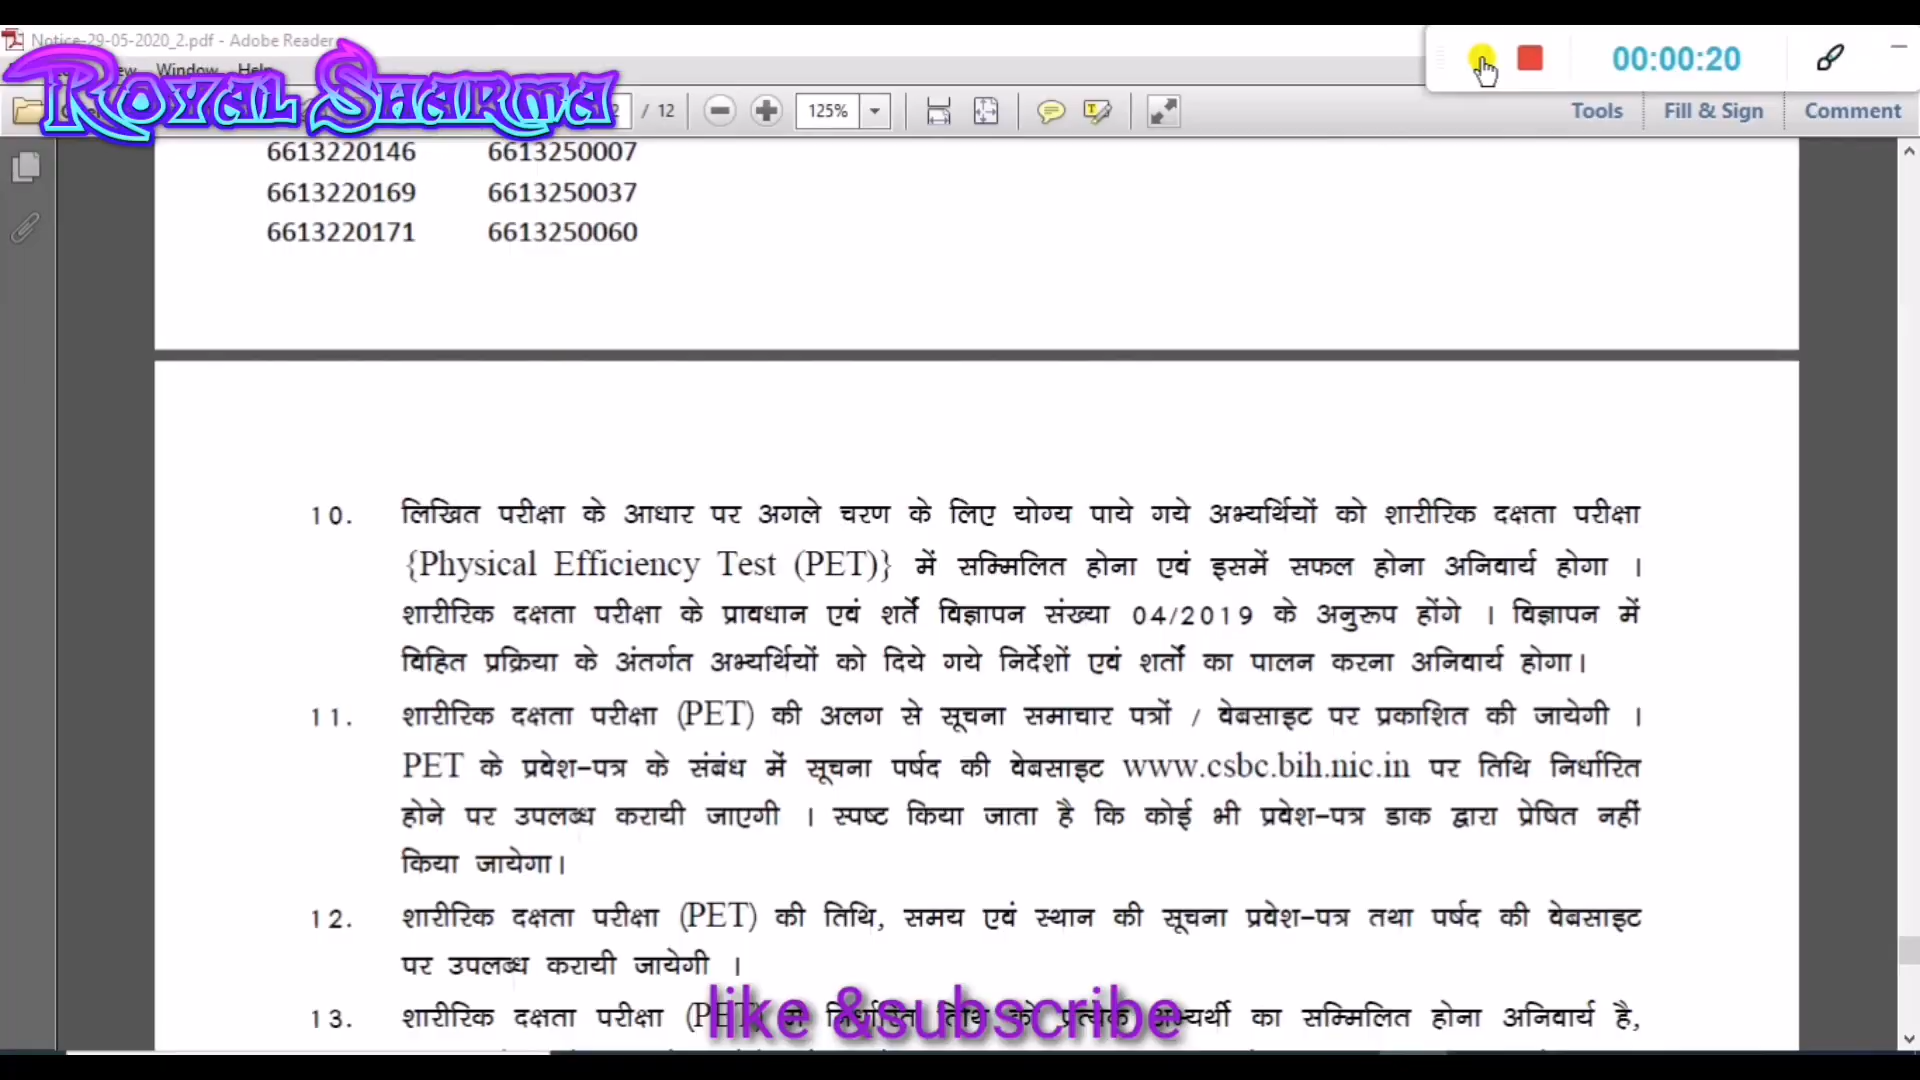 Notice-29-05-2020_2.pdf - Adobe Reader
Window Help
ROYAL SHARMA
00:00:20
/ 12
125%
Tools
Fill & Sign
Comment
6613220146 6613250007
6613220169 6613250037
6613220171 6613250060
10. लिखित परीक्षा के आधार पर अगले चरण के लिए योग्य पाये गये अभ्यर्थियों को शारीरिक दक्षता परीक्षा
{Physical Efficiency Test (PET)} में सम्मिलित होना एवं इसमें सफल होना अनिवार्य होगा ।
शारीरिक दक्षता परीक्षा के प्रावधान एवं शर्तें विज्ञापन संख्या 04/2019 के अनुरूप होंगे । विज्ञापन में
विहित प्रक्रिया के अंतर्गत अभ्यर्थियों को दिये गये निर्देशों एवं शर्तों का पालन करना अनिवार्य होगा।
11. शारीरिक दक्षता परीक्षा (PET) की अलग से सूचना समाचार पत्रों / वेबसाइट पर प्रकाशित की जायेगी ।
PET के प्रवेश-पत्र के संबंध में सूचना पर्षद की वेबसाइट www.csbc.bih.nic.in पर तिथि निर्धारित
होने पर उपलब्ध करायी जाएगी । स्पष्ट किया जाता है कि कोई भी प्रवेश-पत्र डाक द्वारा प्रेषित नहीं
किया जायेगा।
12. शारीरिक दक्षता परीक्षा (PET) की तिथि, समय एवं स्थान की सूचना प्रवेश-पत्र तथा पर्षद की वेबसाइट
पर उपलब्ध करायी जायेगी ।
13. शारीरिक दक्षता परीक्षा (PET) निर्धारित तिथि को प्रत्येक अभ्यर्थी का सम्मिलित होना अनिवार्य है,
like &subscribe